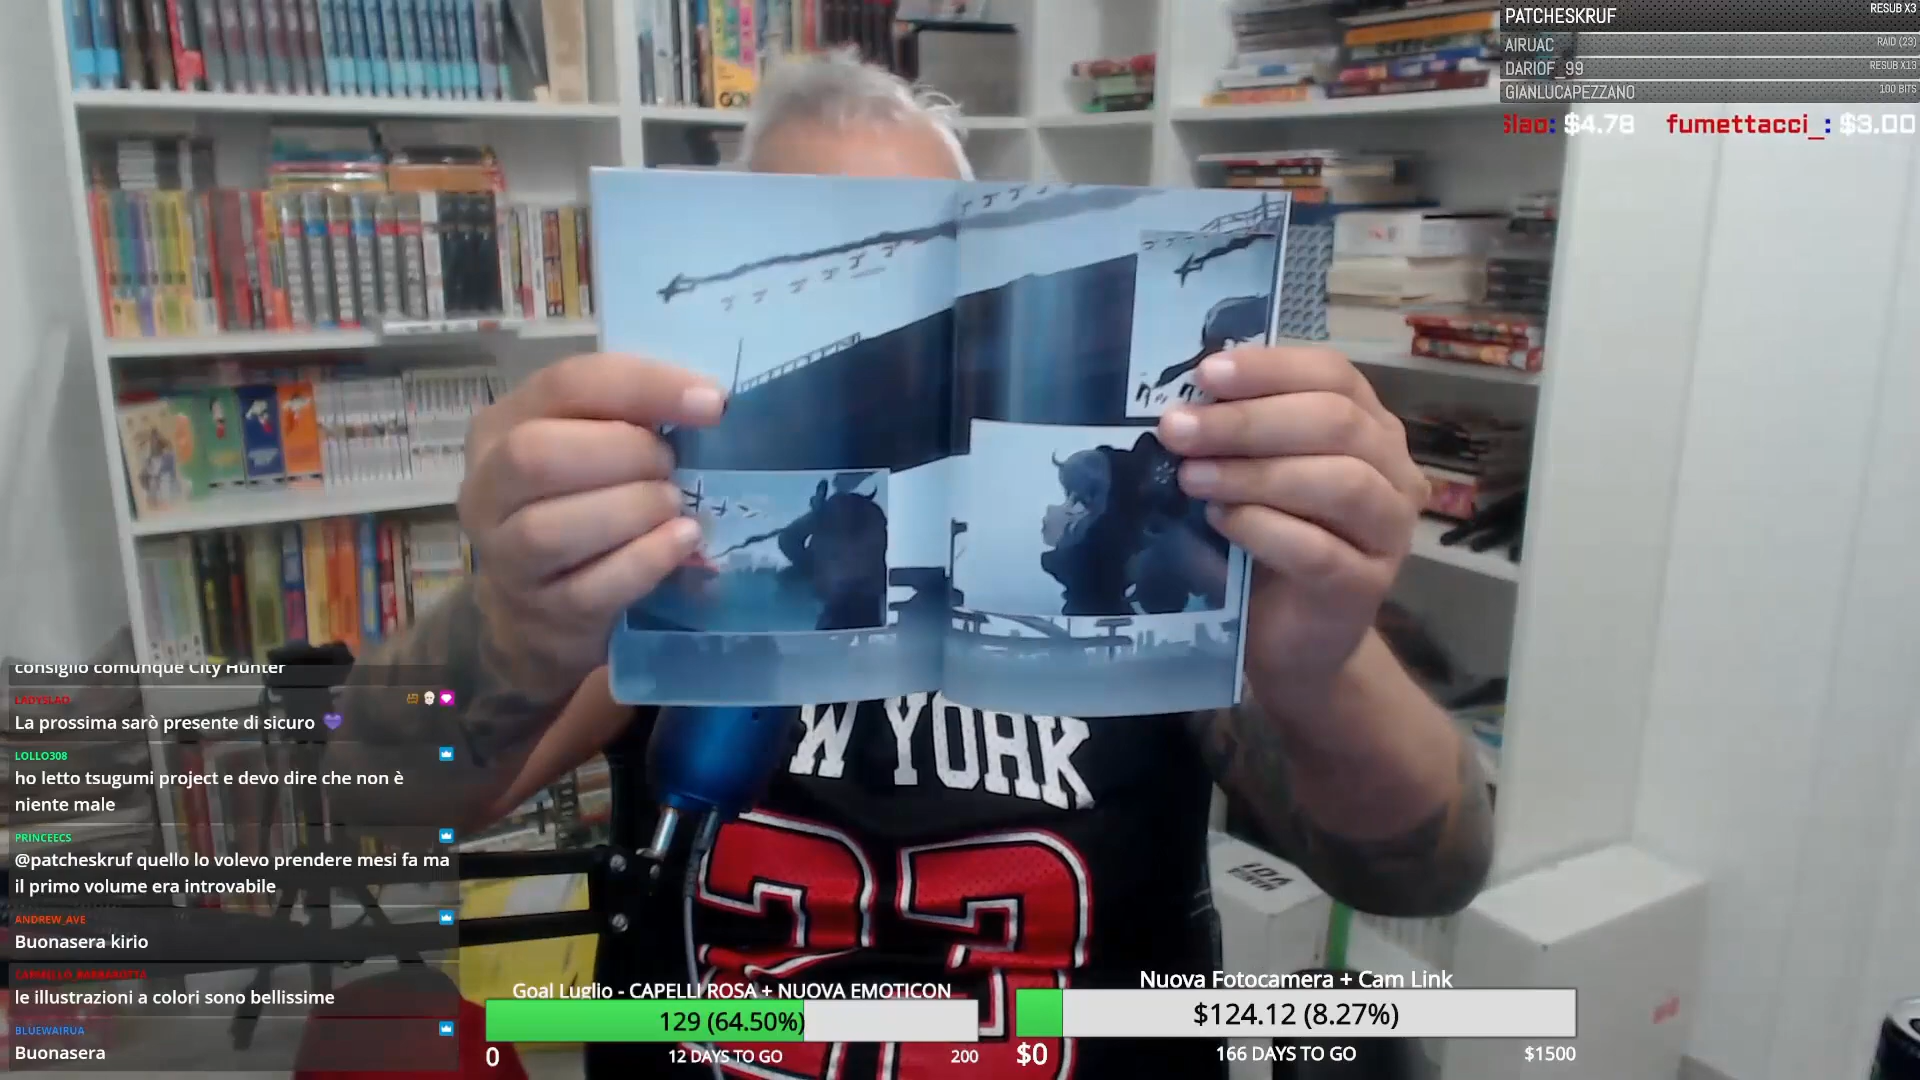 PATCHESKRUF
RESUB X3
AIRUAC
RAID (23)
DARIOF_99
RESUB X13
GIANLUCAPEZZANO
100 BITS
slao: $4.78 fumettacci_: $3.00
W YORK
23
consiglio comunque City Hunter
LADYSLAO
La prossima sarò presente di sicuro
LOLLO308
ho letto tsugumi project e devo dire che non è
niente male
PRINCEECS
@patcheskruf quello lo volevo prendere mesi fa ma
il primo volume era introvabile
ANDREW_AVE
Buonasera kirio
le illustrazioni a colori sono bellissime
BLUEWAIRUA
Buonasera
Goal Luglio - CAPELLI ROSA + NUOVA EMOTICON
129 (64.50%)
0
12 DAYS TO GO
200
Nuova Fotocamera + Cam Link
$124.12 (8.27%)
$0
166 DAYS TO GO
$1500